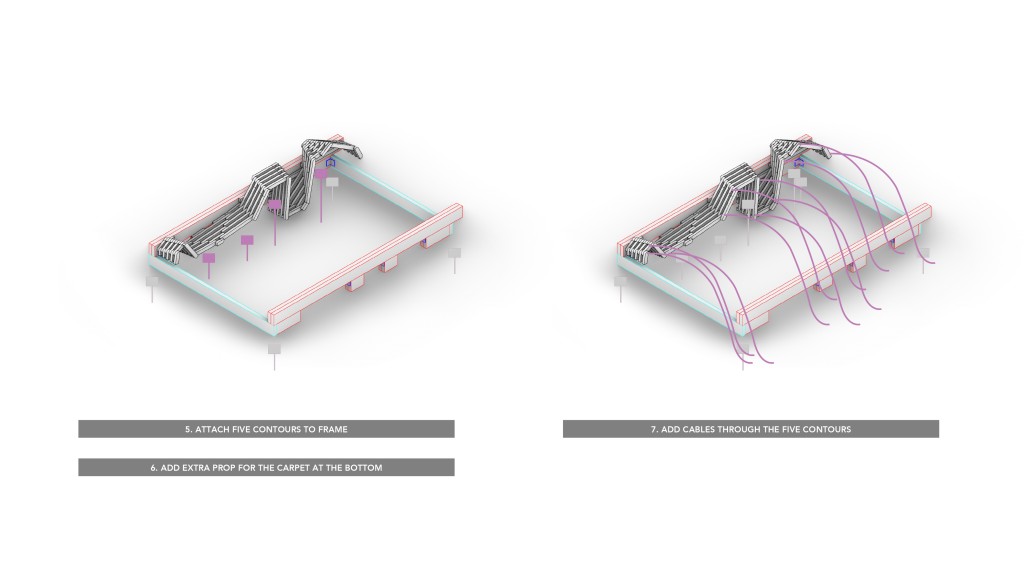 5. ATTACH FIVE CONTOURS TO FRAME
6. ADD EXTRA PROP FOR THE CARPET AT THE BOTTOM
7. ADD CABLES THROUGH THE FIVE CONTOURS